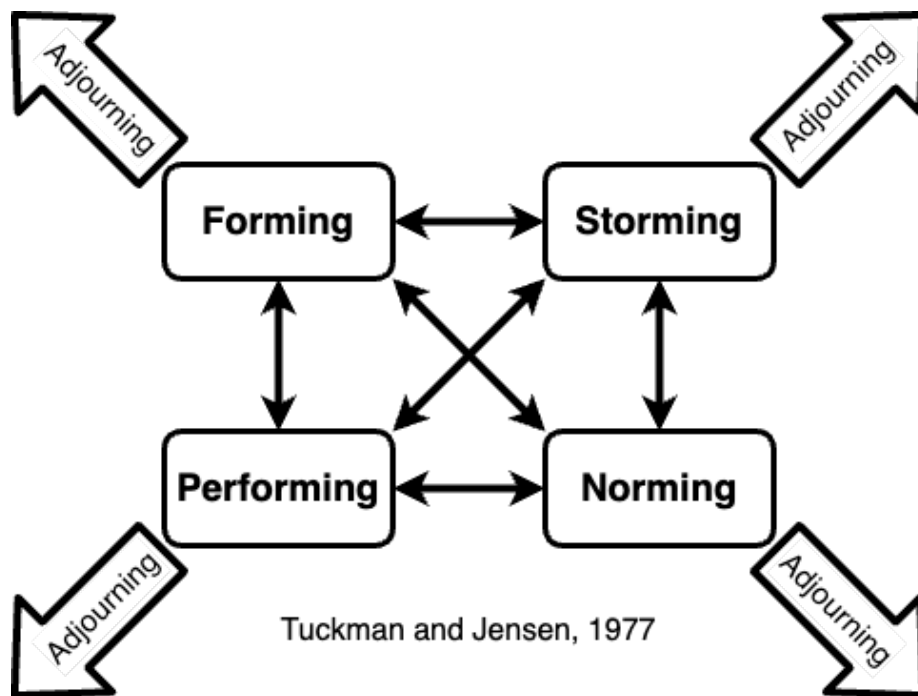 Adjourning
Adjourning
Forming
Storming
Performing
Norming
Adjourning
Adjourning
Tuckman and Jensen, 1977